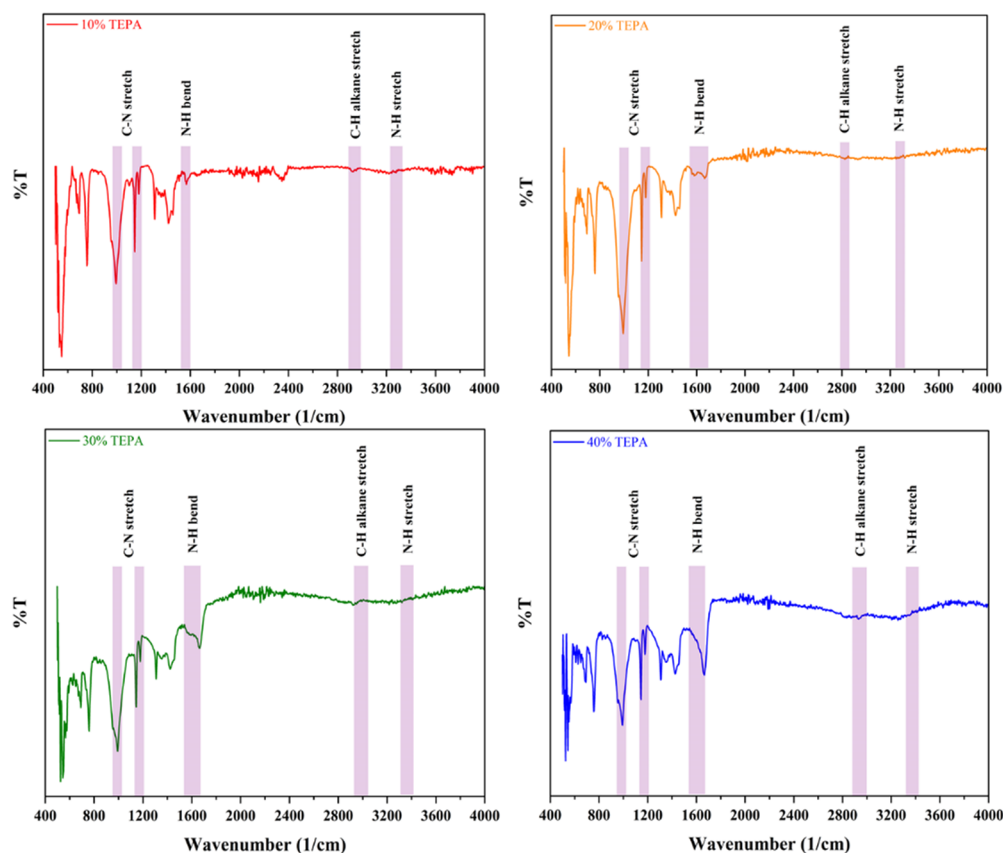 10% TEPA
C-N stretch
N-H bend
C-H alkane stretch
N-H stretch
%T
400 800 1200 1600 2000 2400 2800 3200 3600 4000
Wavenumber (1/cm)
20% TEPA
C-N stretch
N-H bend
C-H alkane stretch
N-H stretch
%T
400 800 1200 1600 2000 2400 2800 3200 3600 4000
Wavenumber (1/cm)
30% TEPA
C-N stretch
N-H bend
C-H alkane stretch
N-H stretch
%T
400 800 1200 1600 2000 2400 2800 3200 3600 4000
Wavenumber (1/cm)
40% TEPA
C-N stretch
N-H bend
C-H alkane stretch
N-H stretch
%T
400 800 1200 1600 2000 2400 2800 3200 3600 4000
Wavenumber (1/cm)